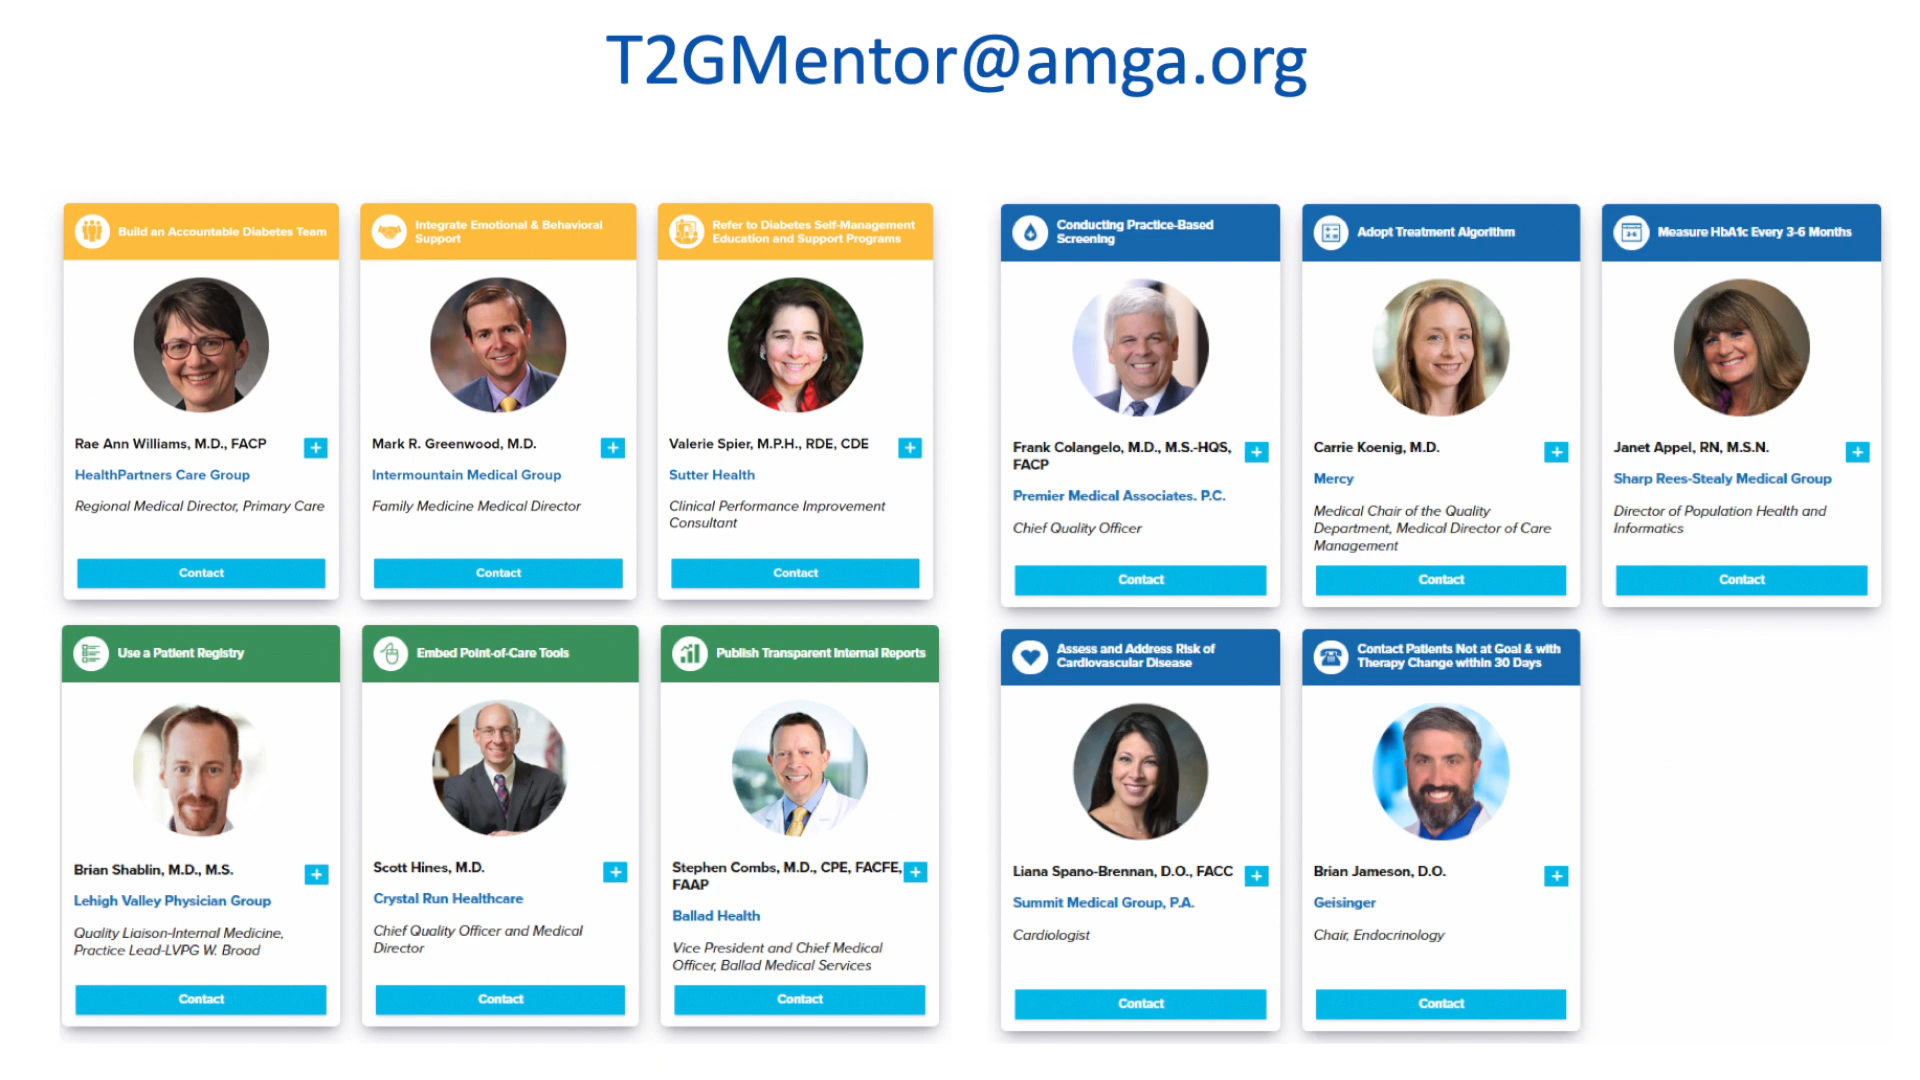 T2GMentor@amga.org
Build an Accountable Diabetes Team
Rae Ann Williams, M.D., FACP
+
HealthPartners Care Group
Regional Medical Director, Primary Care
Contact
Integrate Emotional & Behavioral
Support
Mark R. Greenwood, M.D.
+
Intermountain Medical Group
Family Medicine Medical Director
Contact
Refer to Diabetes Self-Management
Education and Support Programs
Valerie Spier, M.P.H., RDE, CDE
+
Sutter Health
Clinical Performance Improvement
Consultant
Contact
Conducting Practice-Based
Screening
Frank Colangelo, M.D., M.S.-HQS,
FACP
+
Premier Medical Associates. P.C.
Chief Quality Officer
Contact
Adopt Treatment Algorithm
Carrie Koenig, M.D.
+
Mercy
Medical Chair of the Quality
Department, Medical Director of Care
Management
Contact
3-6
Measure HbA1c Every 3-6 Months
Janet Appel, RN, M.S.N.
+
Sharp Rees-Stealy Medical Group
Director of Population Health and
Informatics
Contact
Use a Patient Registry
Brian Shablin, M.D., M.S.
+
Lehigh Valley Physician Group
Quality Liaison-Internal Medicine,
Practice Lead-LVPG W. Broad
Contact
Embed Point-of-Care Tools
Scott Hines, M.D.
+
Crystal Run Healthcare
Chief Quality Officer and Medical
Director
Contact
Publish Transparent Internal Reports
Stephen Combs, M.D., CPE, FACFE,
FAAP
+
Ballad Health
Vice President and Chief Medical
Officer, Ballad Medical Services
Contact
Assess and Address Risk of
Cardiovascular Disease
Liana Spano-Brennan, D.O., FACC
+
Summit Medical Group, P.A.
Cardiologist
Contact
Contact Patients Not at Goal & with
Therapy Change within 30 Days
Brian Jameson, D.O.
+
Geisinger
Chair, Endocrinology
Contact